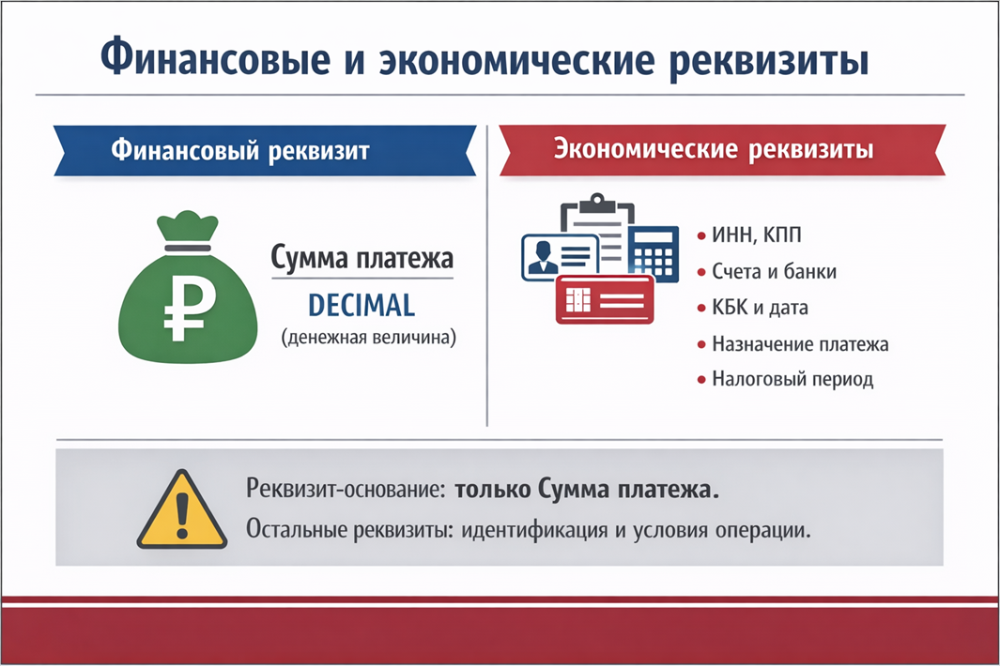 Финансовые и экономические реквизиты
Финансовый реквизит
₽
Сумма платежа
DECIMAL
(денежная величина)
Экономические реквизиты
• ИНН, КПП
• Счета и банки
• КБК и дата
• Назначение платежа
• Налоговый период
Реквизит-основание: только Сумма платежа.
Остальные реквизиты: идентификация и условия операции.